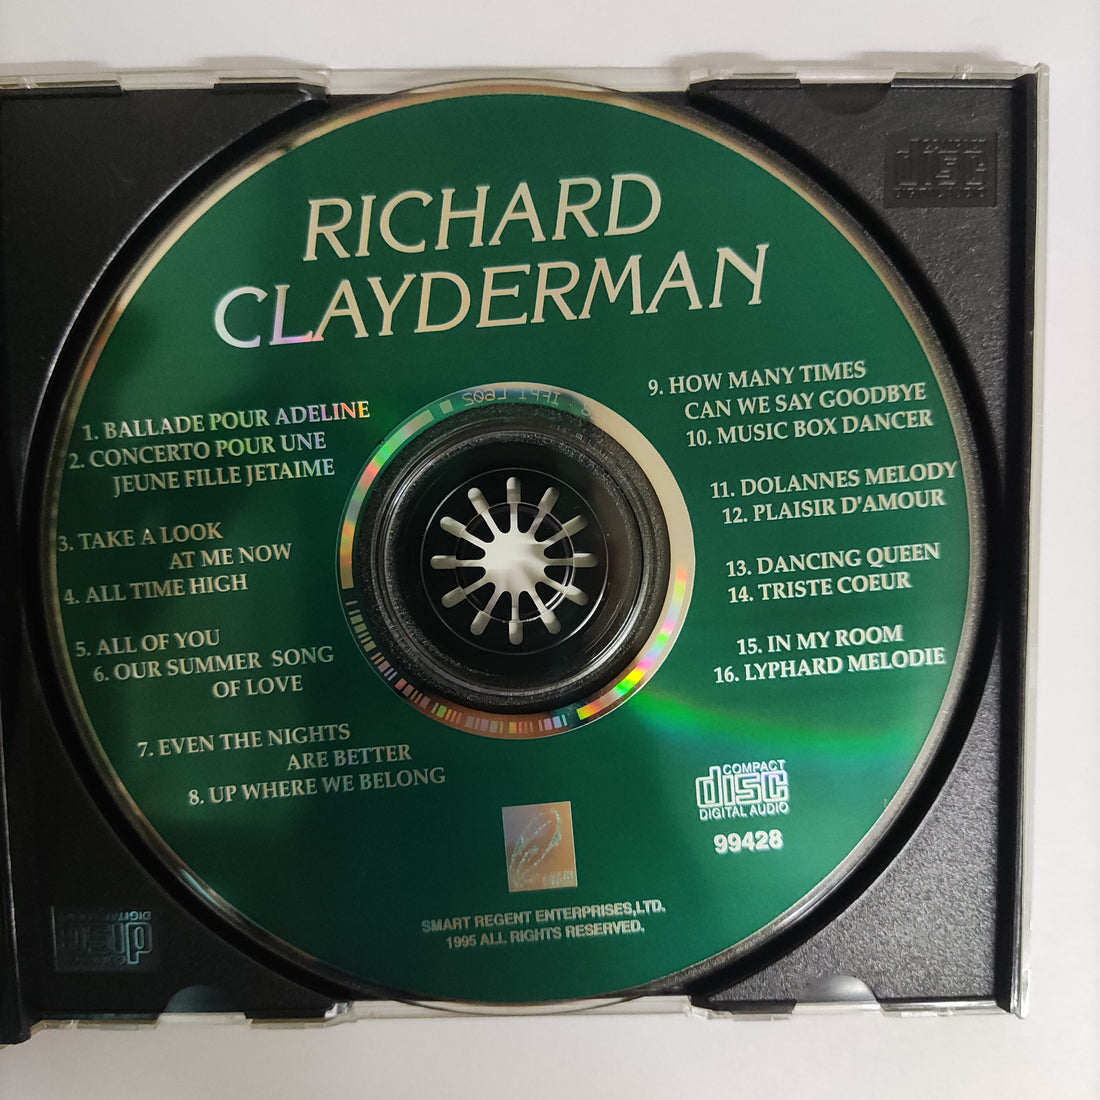 RICHARD
CLAYDERMAN
1. BALLADE POUR ADELINE
2. CONCERTO POUR UNE
JEUNE FILLE JETAIME
3. TAKE A LOOK
AT ME NOW
4. ALL TIME HIGH
5. ALL OF YOU
6. OUR SUMMER SONG
OF LOVE
7. EVEN THE NIGHTS
ARE BETTER
8. UP WHERE WE BELONG
9. HOW MANY TIMES
CAN WE SAY GOODBYE
10. MUSIC BOX DANCER
11. DOLANNES MELODY
12. PLAISIR D'AMOUR
13. DANCING QUEEN
14. TRISTE COEUR
15. IN MY ROOM
16. LYPHARD MELODIE
COMPACT
disc
DIGITAL AUDIO
99428
SMART REGENT ENTERPRISES,LTD.
1995 ALL RIGHTS RESERVED.
IFPI L602